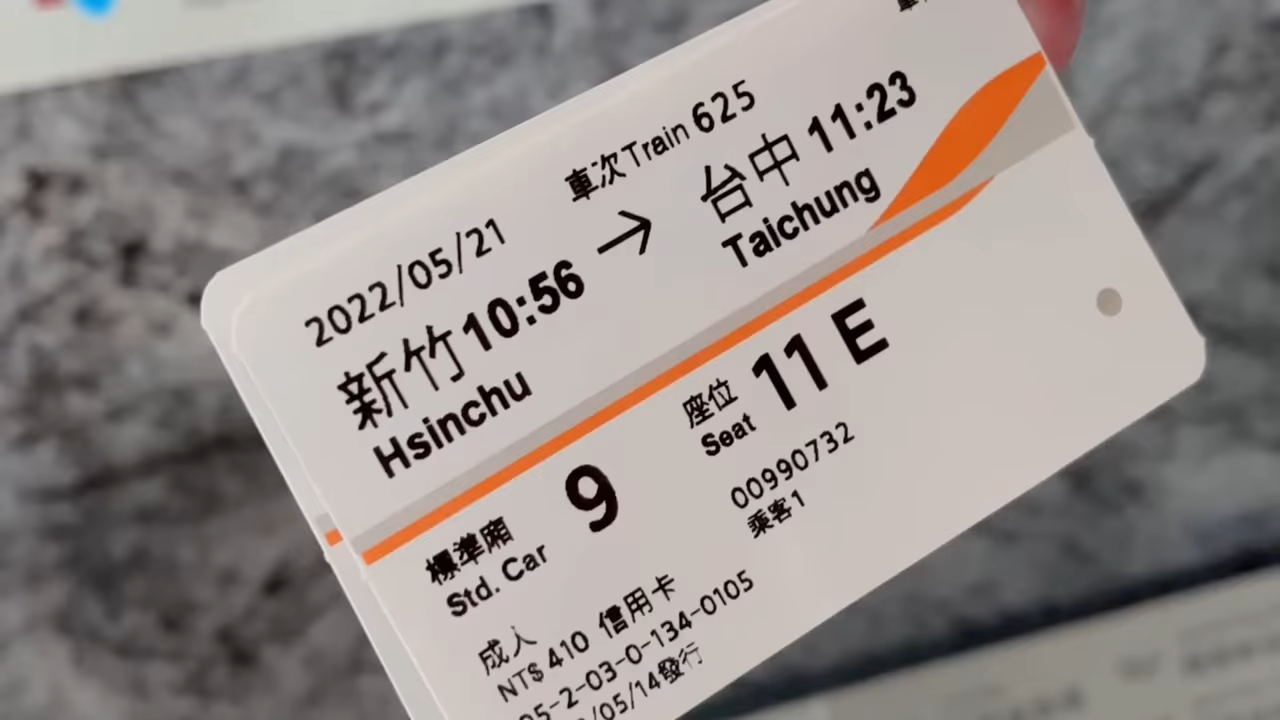 2022/05/21 車次 Train 625
新竹 10:56 → 台中 11:23
Hsinchu Taichung
標準廂 9 座位 11 E
Std. Car Seat
00990732
乘客1
成人
NT$ 410 信用卡
05-2-03-0-134-0105
/05/14發行